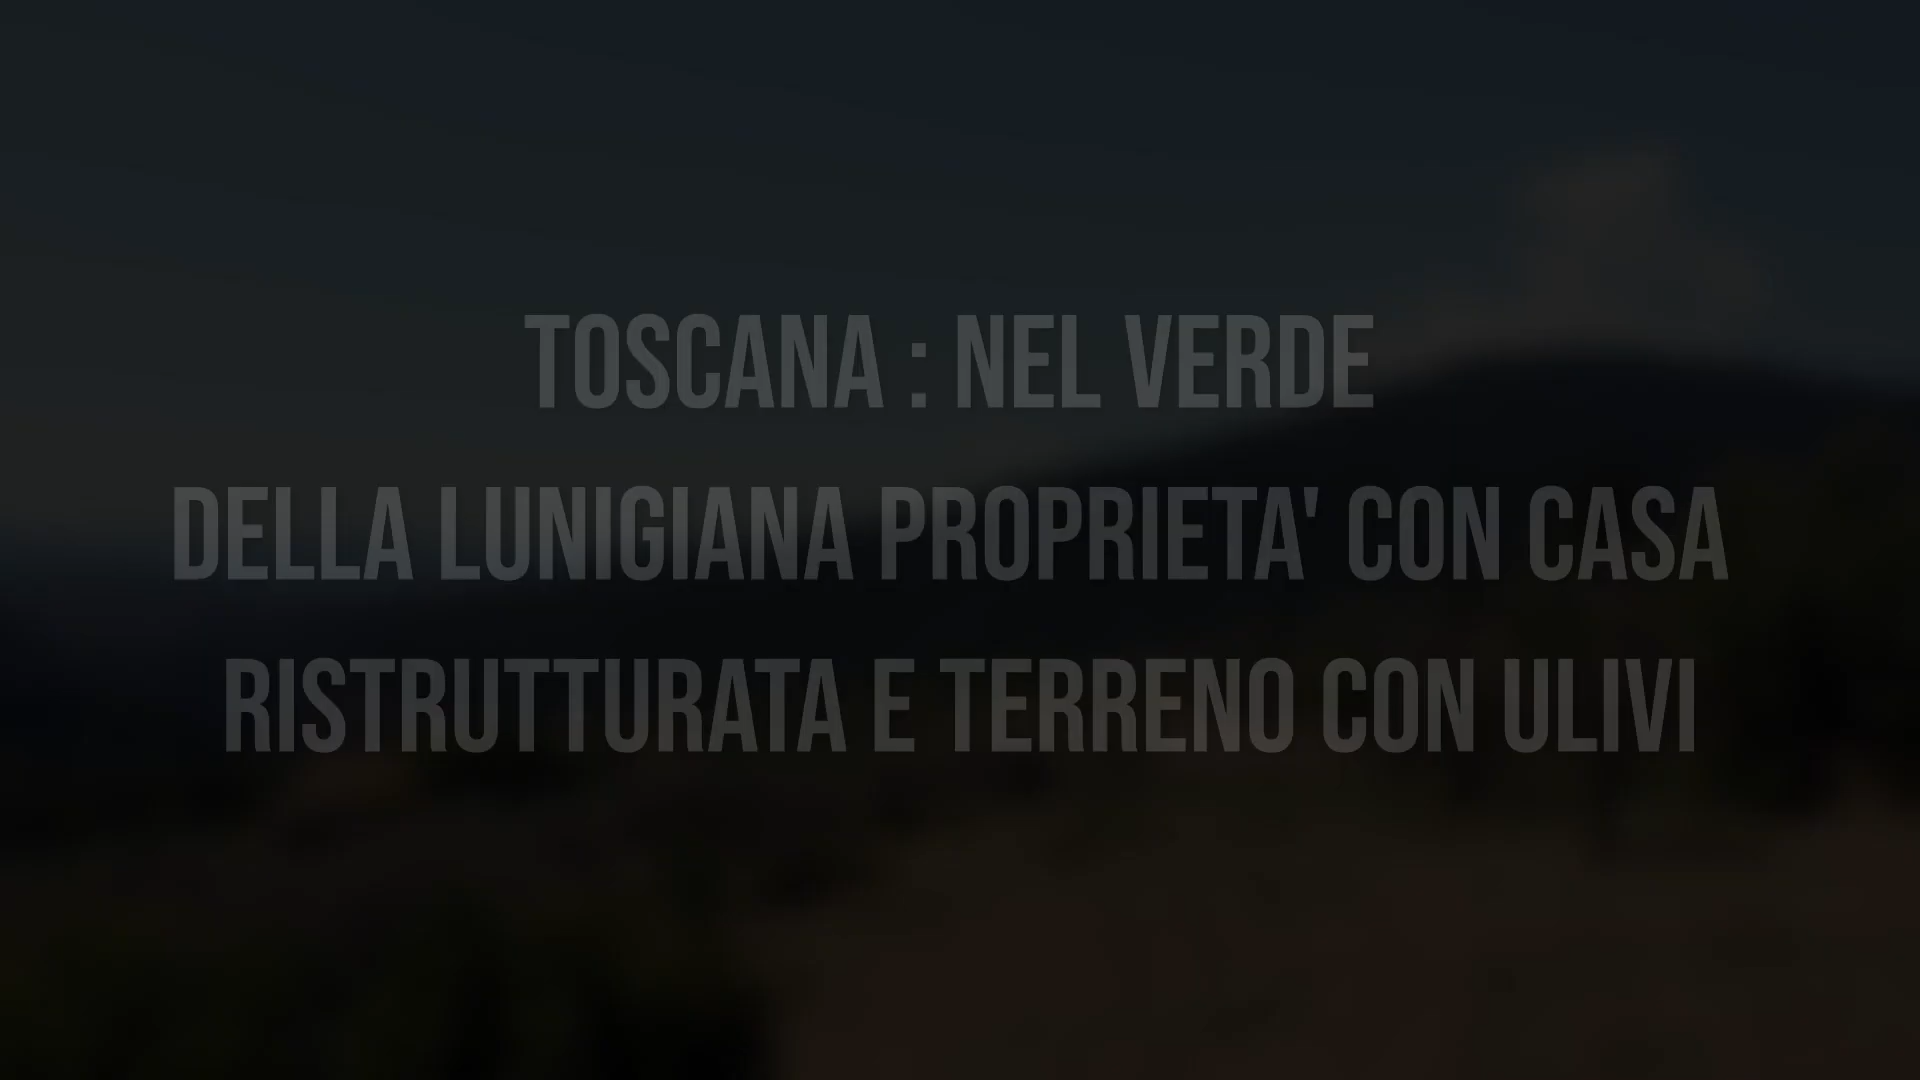 TOSCANA : NEL VERDE
DELLA LUNIGIANA PROPRIETA' CON CASA
RISTRUTTURATA E TERRENO CON ULIVI